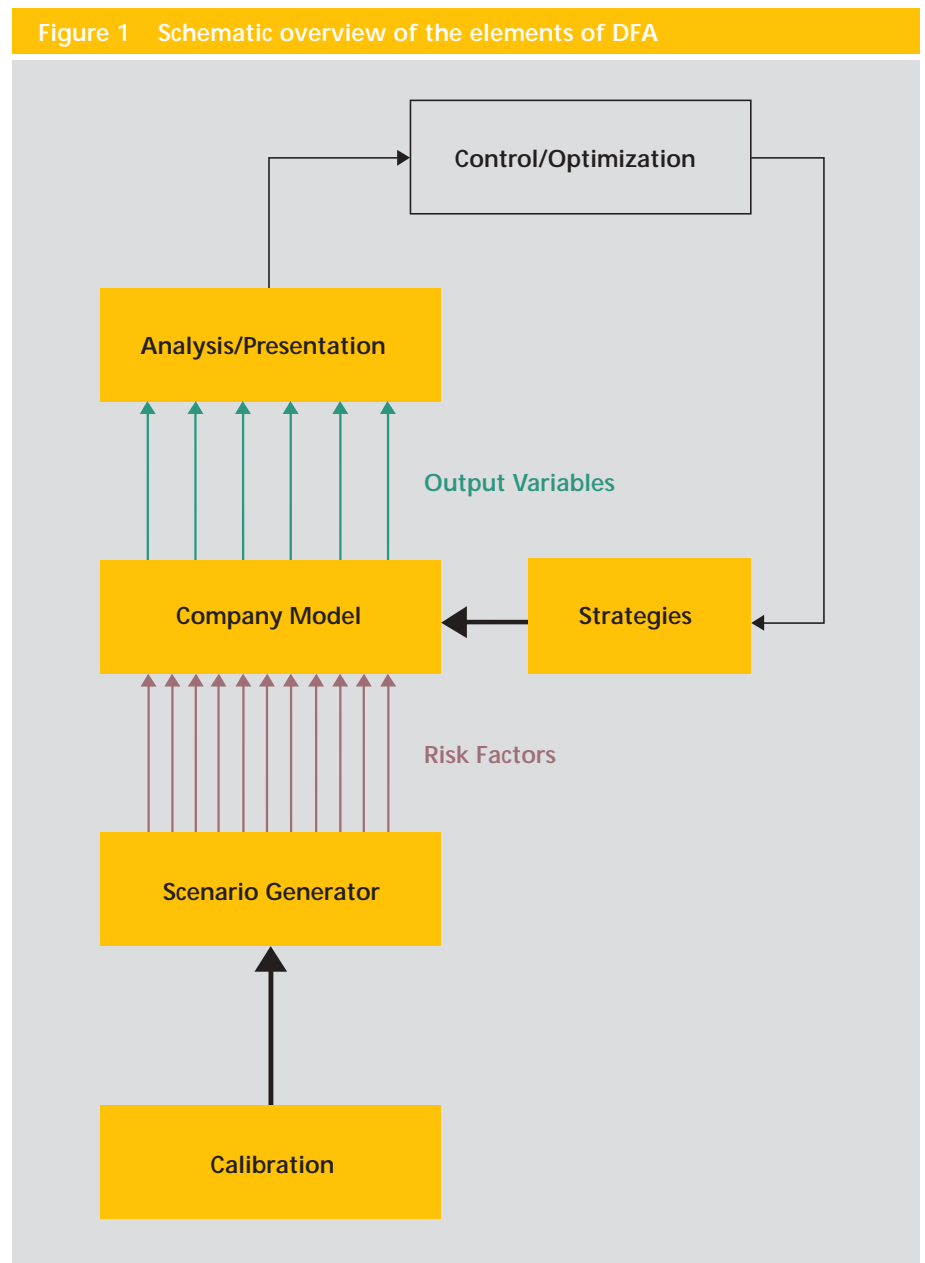 Figure 1 Schematic overview of the elements of DFA
Control/Optimization
Analysis/Presentation
Output Variables
Company Model
Strategies
Risk Factors
Scenario Generator
Calibration